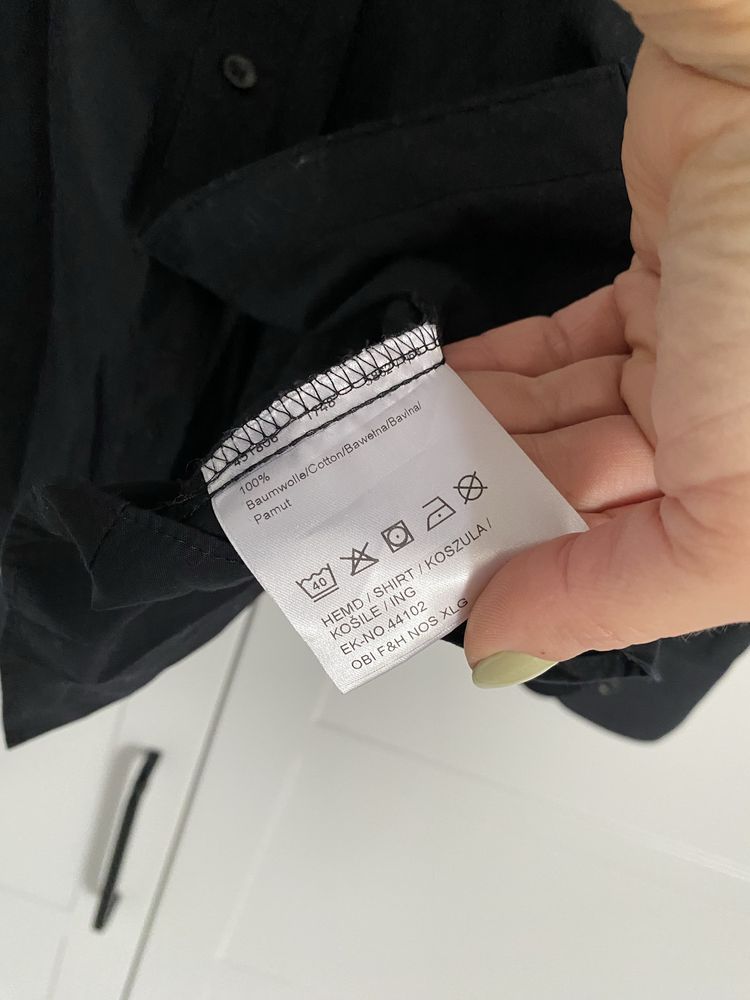 100%
Baumwolle/Cotton/Bawełna/Bavlna/
Pamut
40
HEMD / SHIRT / KOSZULA /
KOŠILE / ING
EK-NO 44102
OBI F&H NOS XLG